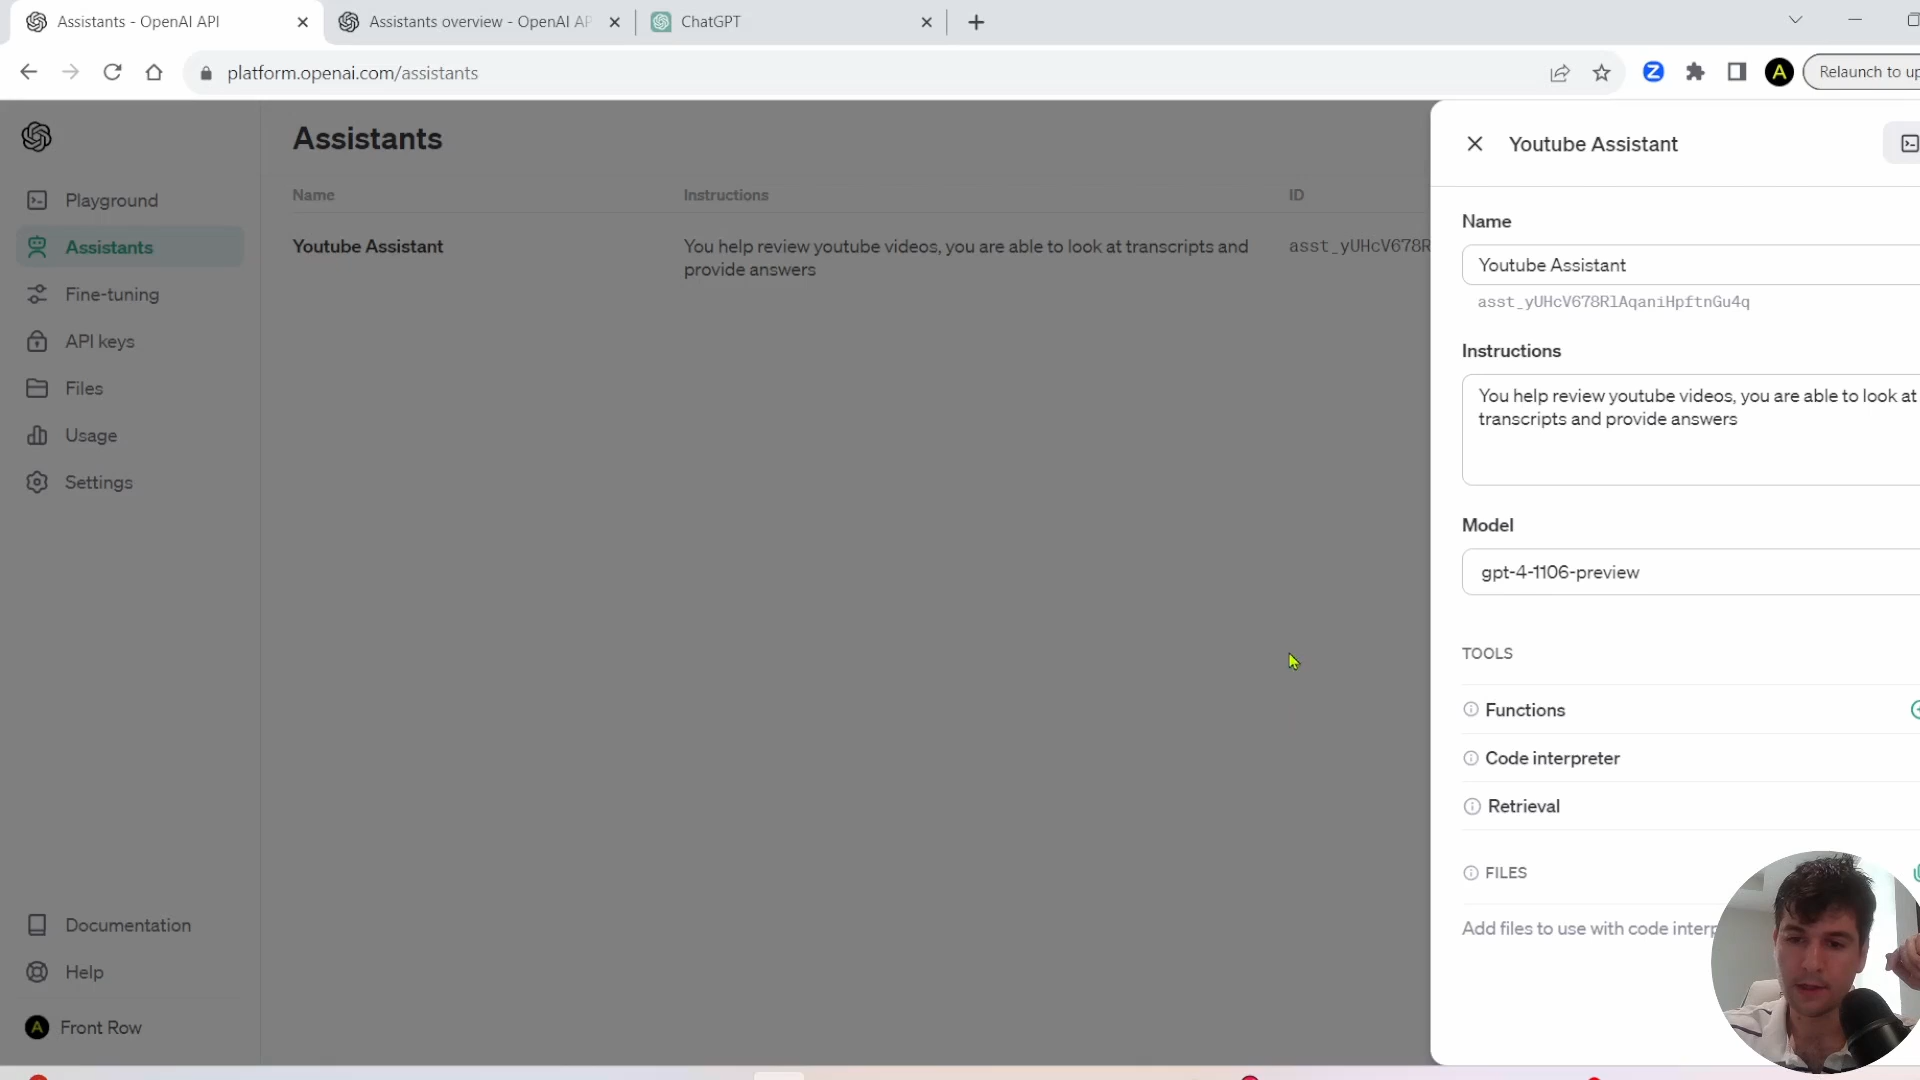 Assistants - OpenAI API
Assistants overview - OpenAI AP
ChatGPT
platform.openai.com/assistants
Z
A
Relaunch to up
Assistants
Youtube Assistant
Playground
Assistants
Fine-tuning
API keys
Files
Usage
Settings
Documentation
Help
A Front Row
Name Instructions ID
Youtube Assistant
You help review youtube videos, you are able to look at transcripts and
provide answers
asst_yUHcV678R
Name
Youtube Assistant
asst_yUHcV678RlAqaniHpftnGu4q
Instructions
You help review youtube videos, you are able to look at
transcripts and provide answers
Model
gpt-4-1106-preview
TOOLS
Functions
Code interpreter
Retrieval
FILES
Add files to use with code interp